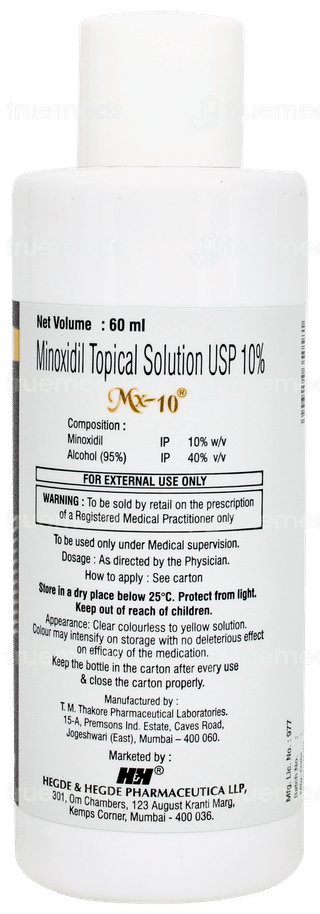 truemeds
Net Volume : 60 ml
Minoxidil Topical Solution USP 10%
Mx-10®
Composition :
Minoxidil IP 10% w/v
Alcohol (95%) IP 40% v/v
FOR EXTERNAL USE ONLY
WARNING : To be sold by retail on the prescription
of a Registered Medical Practitioner only
To be used only under Medical supervision.
Dosage : As directed by the Physician.
How to apply : See carton
Store in a dry place below 25°C. Protect from light.
Keep out of reach of children.
Appearance: Clear colourless to yellow solution.
Colour may intensify on storage with no deleterious effect
on efficacy of the medication.
Keep the bottle in the carton after every use
& close the carton properly.
Manufactured by :
T. M. Thakore Pharmaceutical Laboratories.
15-A, Premsons Ind. Estate, Caves Road,
Jogeshwari (East), Mumbai – 400 060.
Marketed by :
H&H®
HEGDE & HEGDE PHARMACEUTICA LLP,
301, Om Chambers, 123 August Kranti Marg,
Kemps Corner, Mumbai - 400 036.
Mfg. Lic. No. : 977
Batch No. :